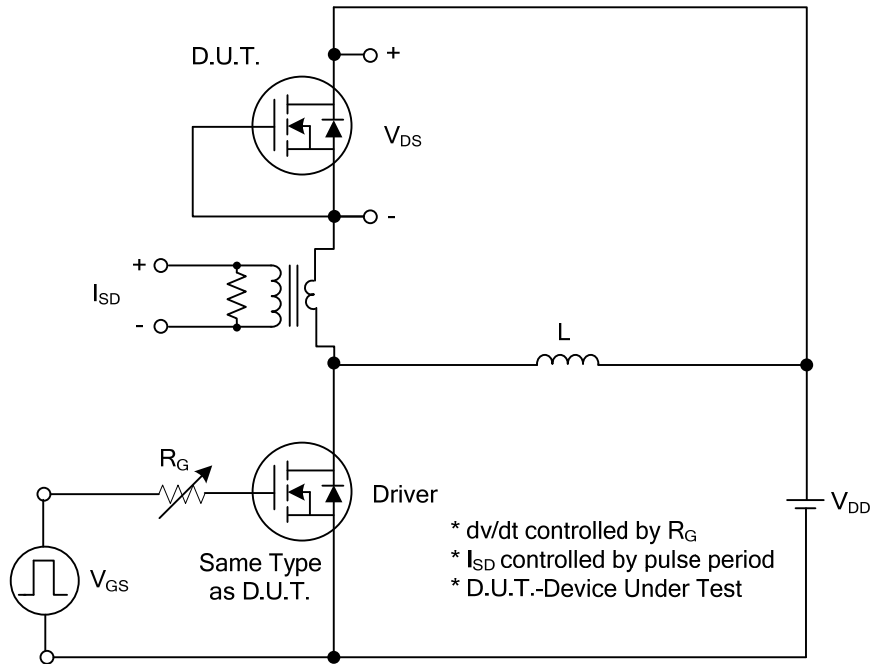 D.U.T.
+
VDS
-
+
ISD
-
L
RG
Driver
VDD
VGS
Same Type
as D.U.T.
* dv/dt controlled by RG
* ISD controlled by pulse period
* D.U.T.-Device Under Test